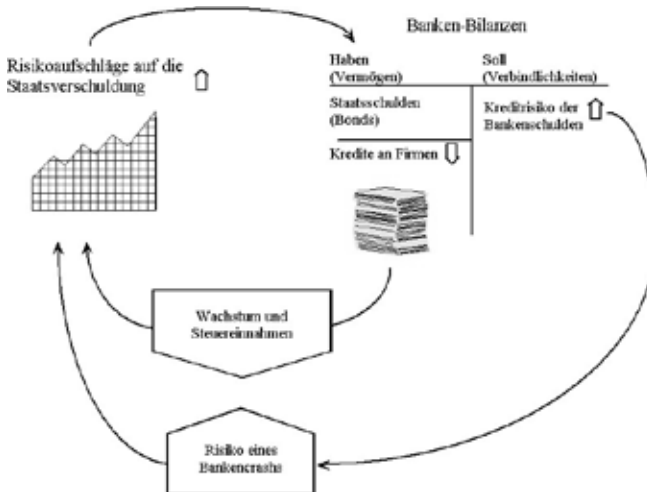 Banken-Bilanzen
Risikoaufschläge auf die
Staatsverschuldung
Haben
(Vermögen)
Soll
(Verbindlichkeiten)
Staatsschulden
(Bonds)
Kreditrisiko der
Bankenschulden
Kredite an Firmen
Wachstum und
Steuereinnahmen
Risiko eines
Bankencrashs